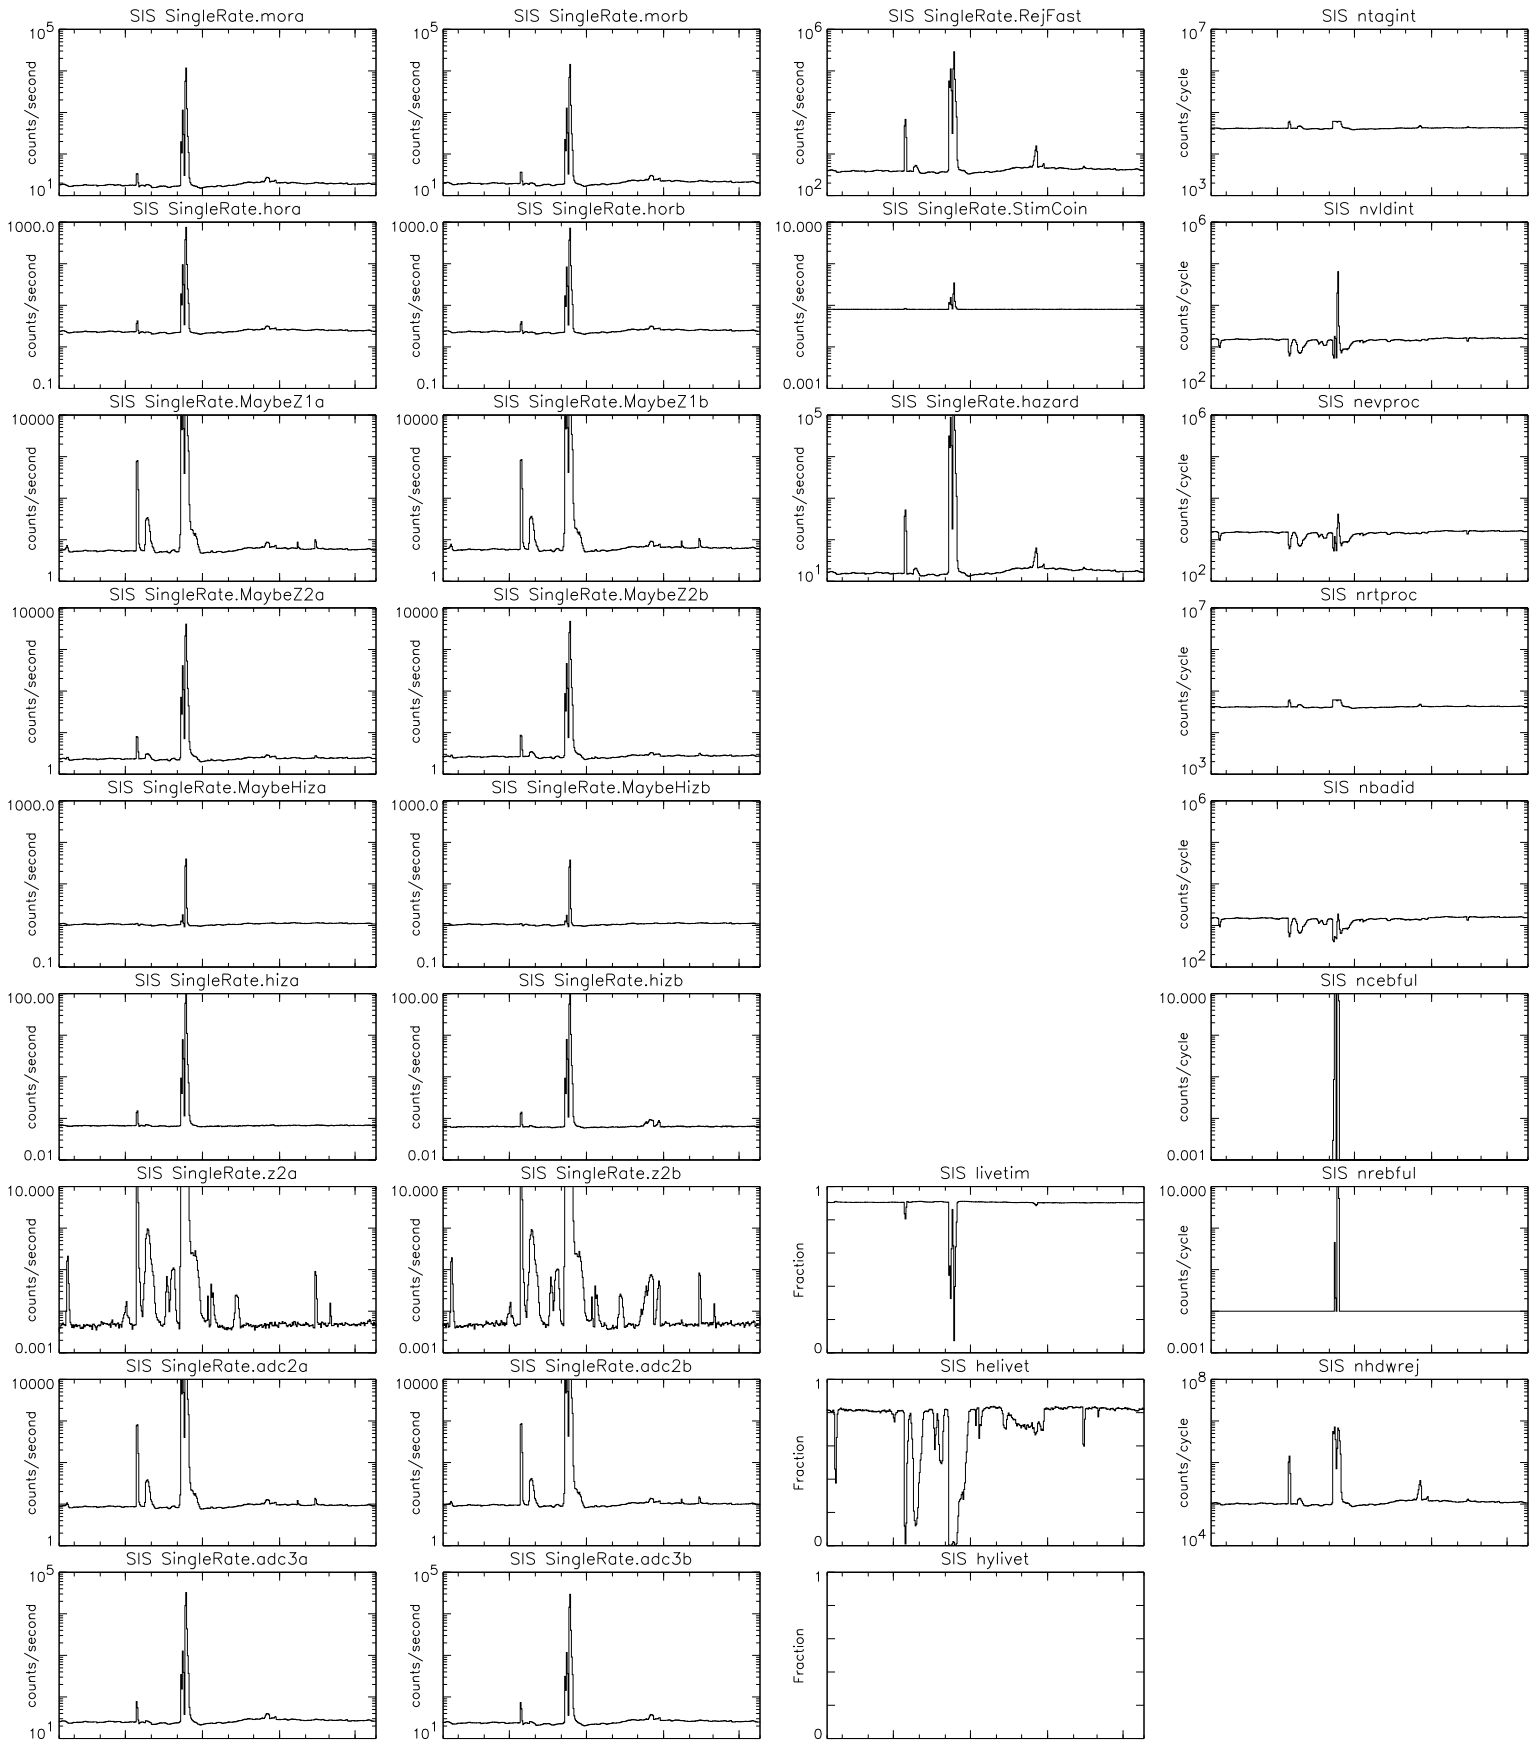 SIS SingleRate.mora
10^5
counts/second
10^1
SIS SingleRate.morb
10^5
counts/second
10^1
SIS SingleRate.RejFast
10^6
counts/second
10^2
SIS ntagint
10^7
counts/cycle
10^3
SIS SingleRate.hora
1000.0
counts/second
0.1
SIS SingleRate.horb
1000.0
counts/second
0.1
SIS SingleRate.StimCoin
10.000
counts/second
0.001
SIS nvldint
10^6
counts/cycle
10^2
SIS SingleRate.MaybeZ1a
10000
counts/second
1
SIS SingleRate.MaybeZ1b
10000
counts/second
1
SIS SingleRate.hazard
10^5
counts/second
10^1
SIS nevproc
10^6
counts/cycle
10^2
SIS SingleRate.MaybeZ2a
10000
counts/second
1
SIS SingleRate.MaybeZ2b
10000
counts/second
1
SIS nrtproc
10^7
counts/cycle
10^3
SIS SingleRate.MaybeHiza
1000.0
counts/second
0.1
SIS SingleRate.MaybeHizb
1000.0
counts/second
0.1
SIS nbadid
10^6
counts/cycle
10^2
SIS SingleRate.hiza
100.00
counts/second
0.01
SIS SingleRate.hizb
100.00
counts/second
0.01
SIS ncebful
10.000
counts/cycle
0.001
SIS SingleRate.z2a
10.000
counts/second
0.001
SIS SingleRate.z2b
10.000
counts/second
0.001
SIS livetim
1
Fraction
0
SIS nrebful
10.000
counts/cycle
0.001
SIS SingleRate.adc2a
10000
counts/second
1
SIS SingleRate.adc2b
10000
counts/second
1
SIS helivet
1
Fraction
0
SIS nhdwrej
10^8
counts/cycle
10^4
SIS SingleRate.adc3a
10^5
counts/second
10^1
SIS SingleRate.adc3b
10^5
counts/second
10^1
SIS hylivet
1
Fraction
0